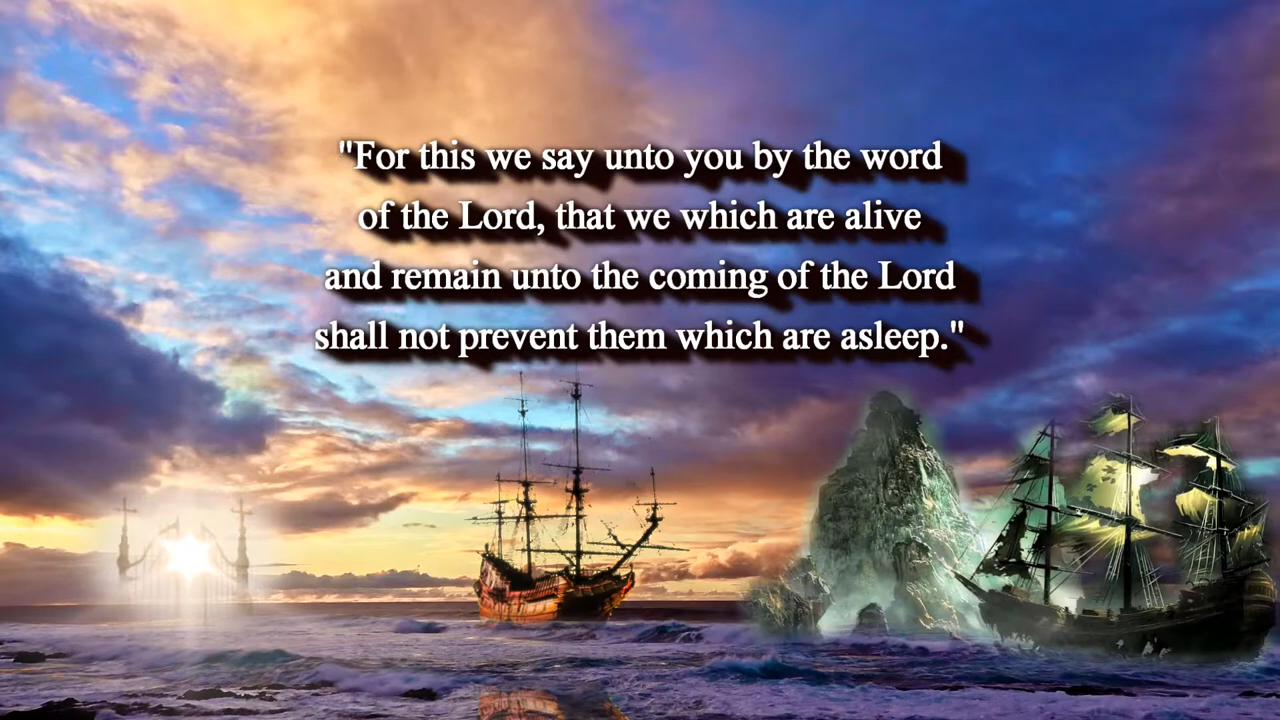 "For this we say unto you by the word
of the Lord, that we which are alive
and remain unto the coming of the Lord
shall not prevent them which are asleep."